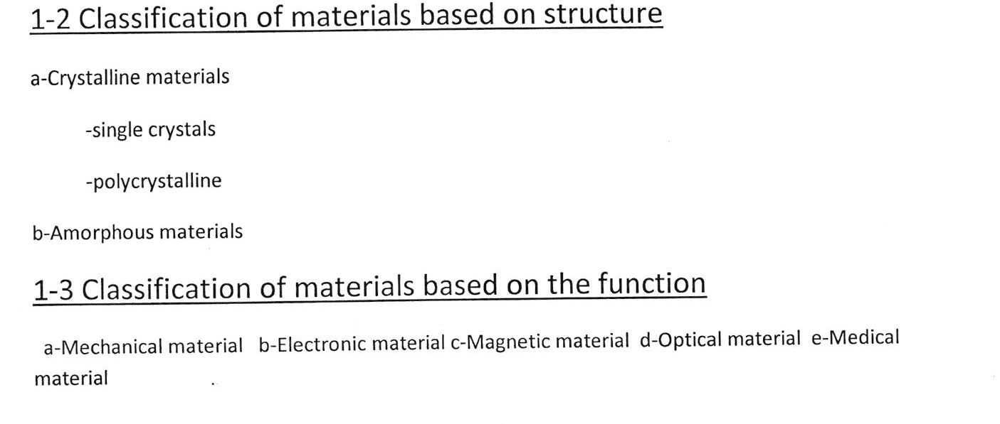 1-2 Classification of materials based on structure
a-Crystalline materials
-single crystals
-polycrystalline
b-Amorphous materials
1-3 Classification of materials based on the function
a-Mechanical material b-Electronic material c-Magnetic material d-Optical material e-Medical
material